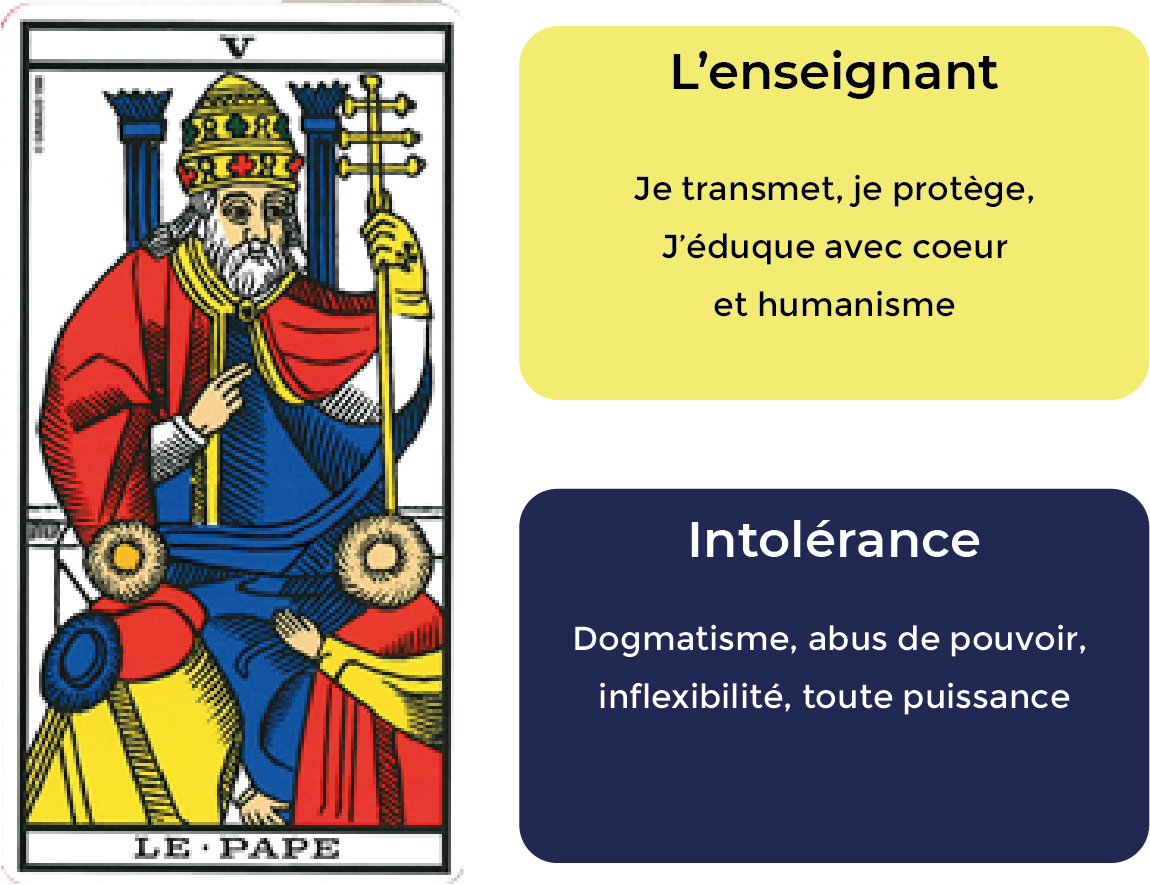 V
LE · PAPE
L’enseignant
Je transmet, je protège,
J’éduque avec coeur
et humanisme
Intolérance
Dogmatisme, abus de pouvoir,
inflexibilité, toute puissance